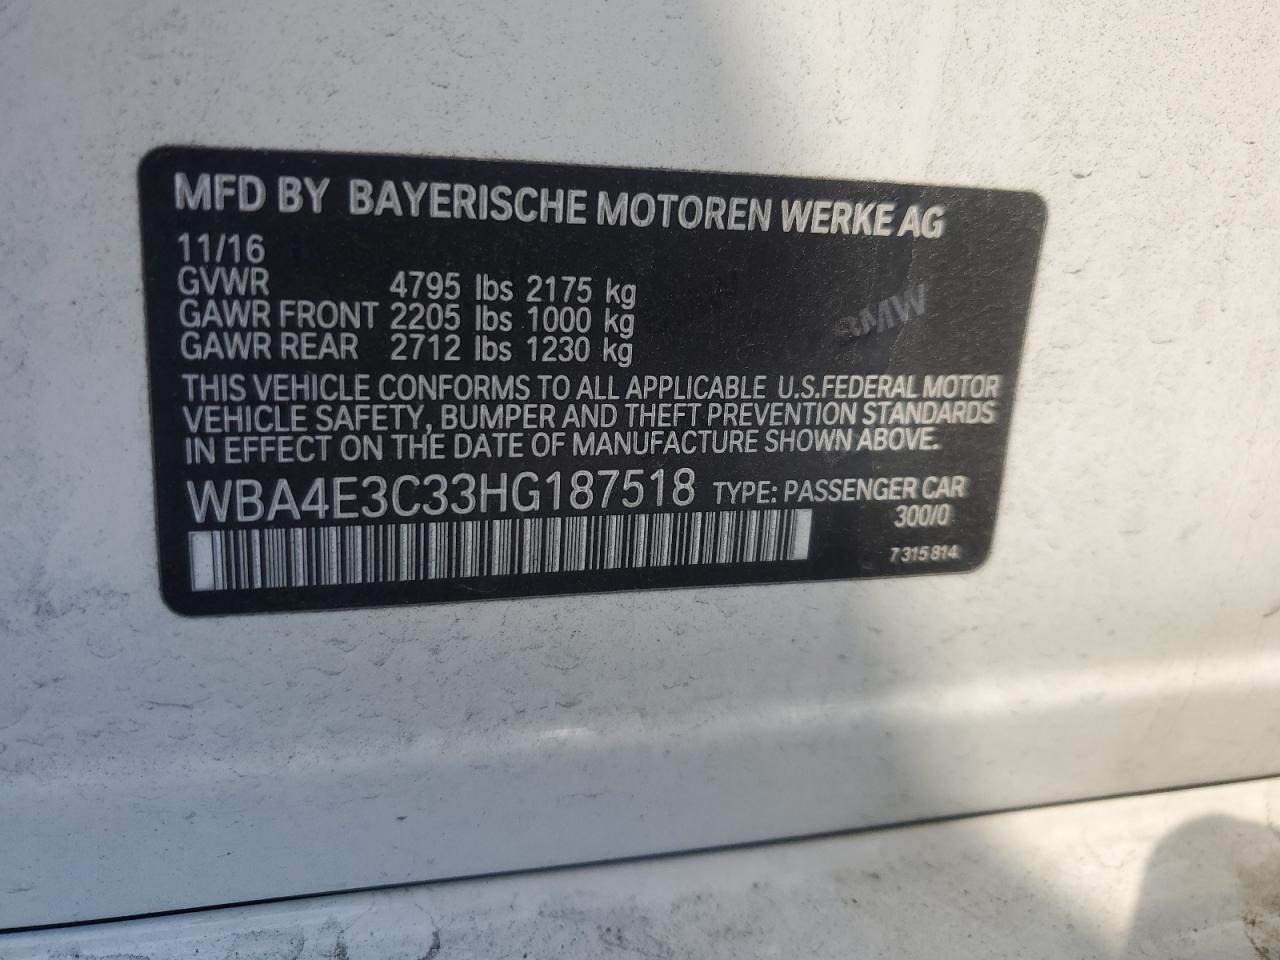 MFD BY BAYERISCHE MOTOREN WERKE AG
11/16
GVWR 4795 lbs 2175 kg
GAWR FRONT 2205 lbs 1000 kg
GAWR REAR 2712 lbs 1230 kg
BMW
THIS VEHICLE CONFORMS TO ALL APPLICABLE U.S.FEDERAL MOTOR
VEHICLE SAFETY, BUMPER AND THEFT PREVENTION STANDARDS
IN EFFECT ON THE DATE OF MANUFACTURE SHOWN ABOVE.
WBA4E3C33HG187518 TYPE: PASSENGER CAR
300/0
7 315 814